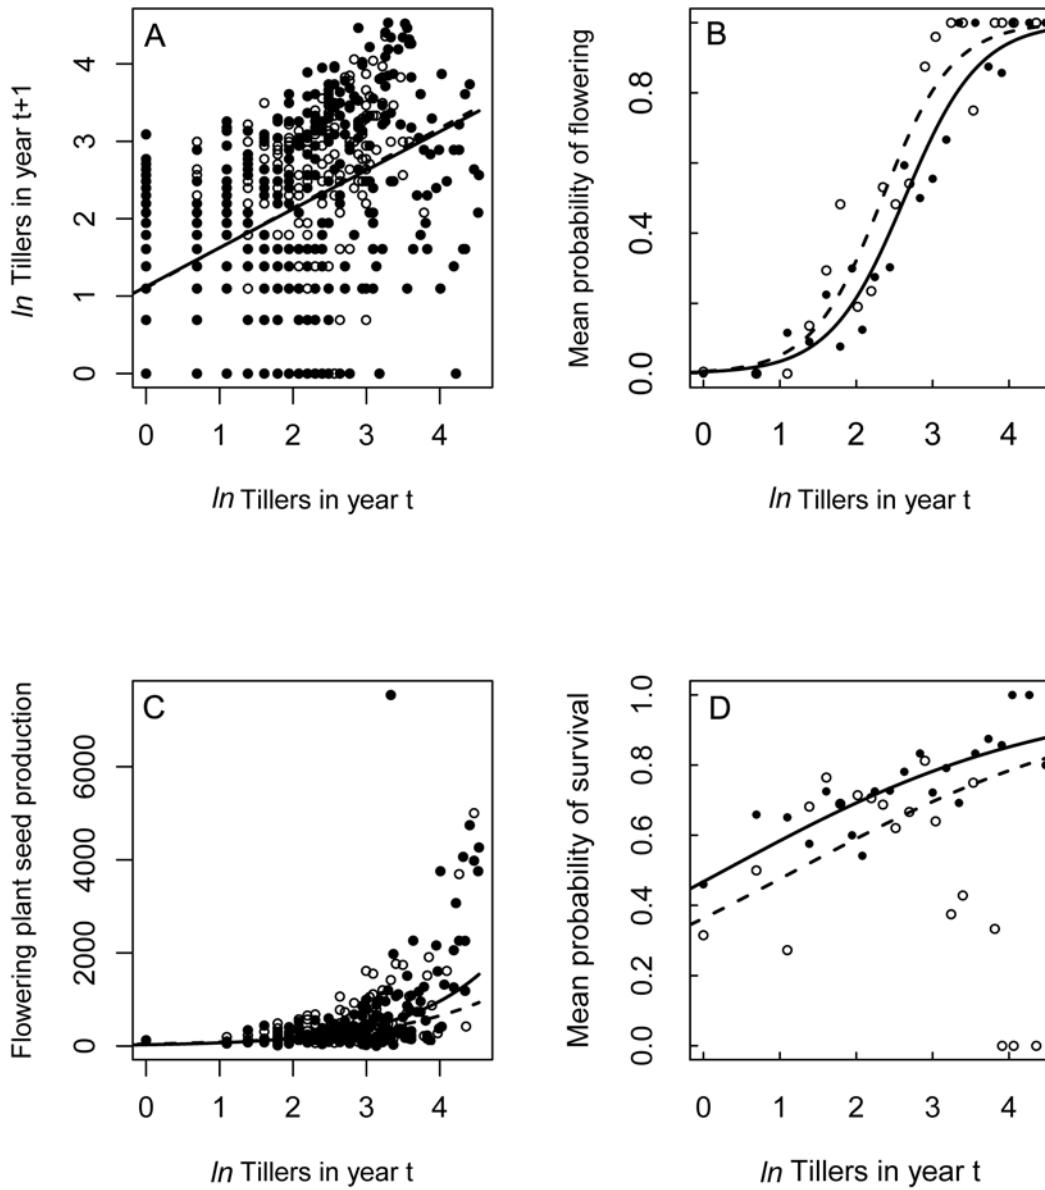 A
ln Tillers in year t+1
4
3
2
1
0
0 1 2 3 4
ln Tillers in year t
B
Mean probability of flowering
0.8
0.4
0.0
0 1 2 3 4
ln Tillers in year t
C
Flowering plant seed production
6000
4000
2000
0
0 1 2 3 4
ln Tillers in year t
D
Mean probability of survival
1.0
0.8
0.6
0.4
0.2
0.0
0 1 2 3 4
ln Tillers in year t